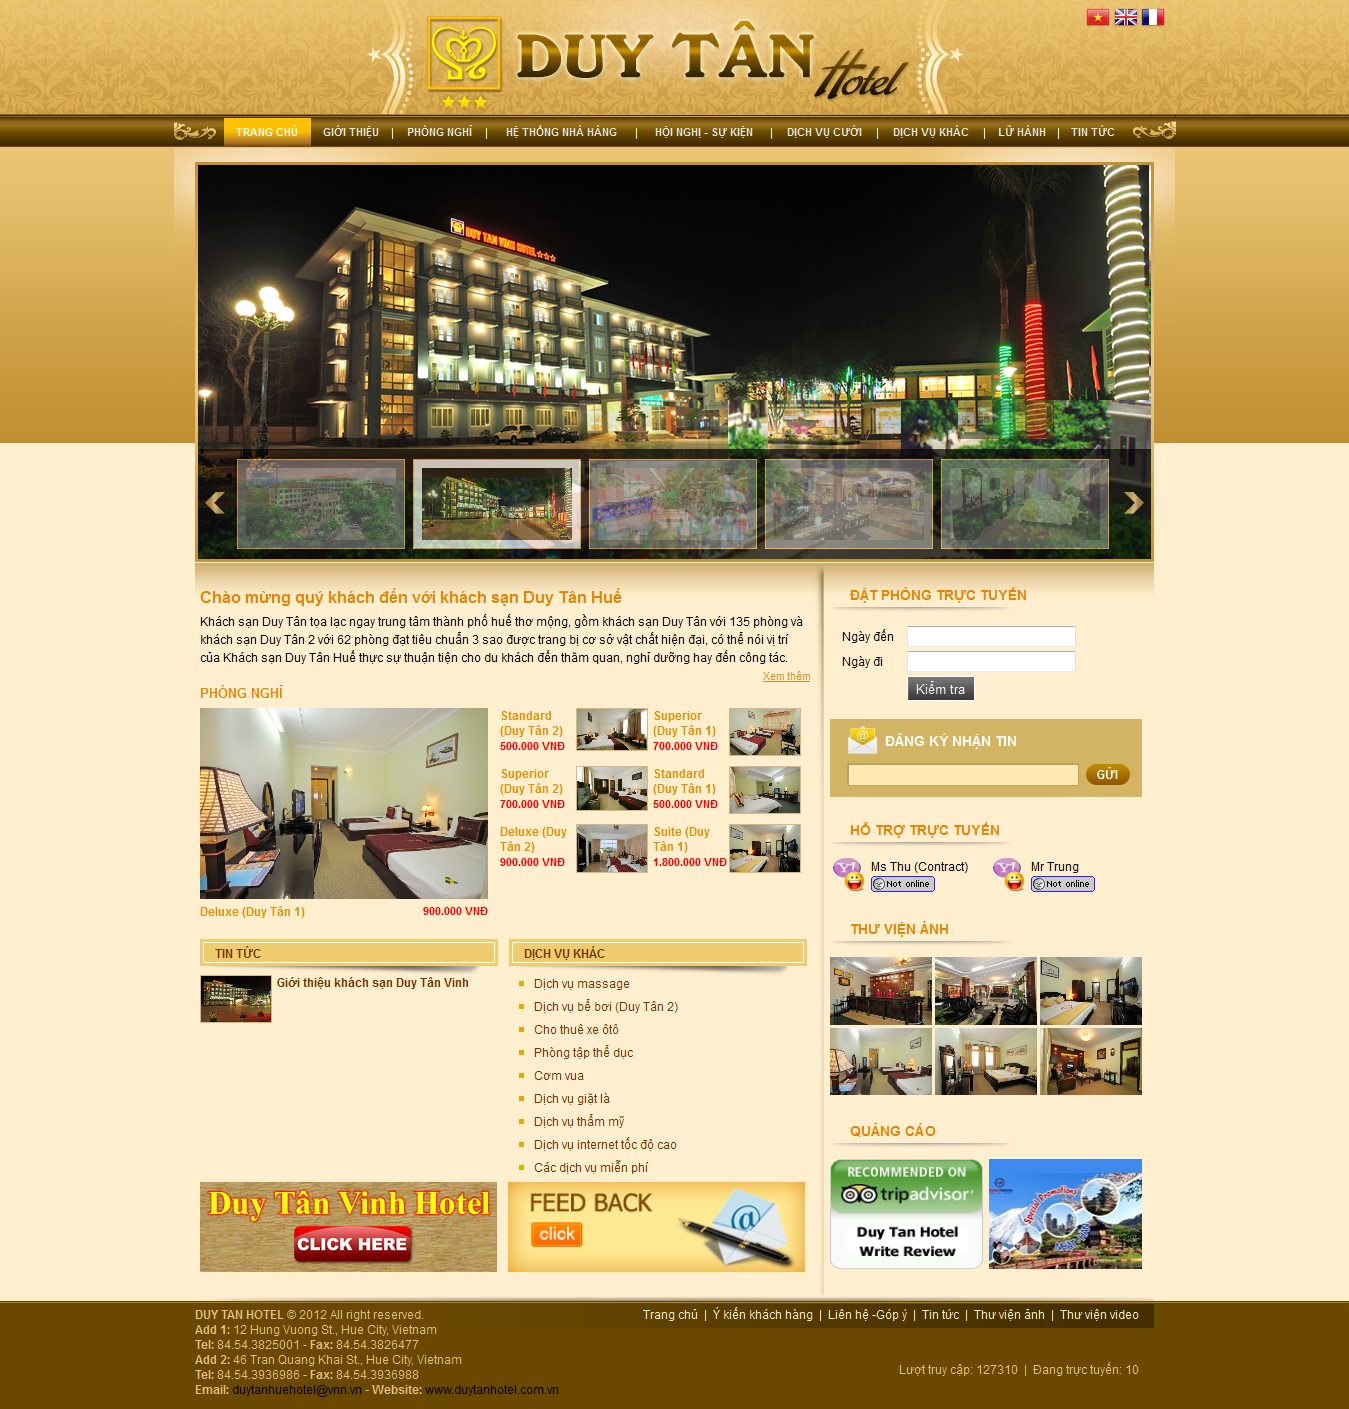 DUY TÂN Hotel
TRANG CHỦ | GIỚI THIỆU | PHÒNG NGHỈ | HỆ THỐNG NHÀ HÀNG | HỘI NGHỊ - SỰ KIỆN | DỊCH VỤ CƯỚI | DỊCH VỤ KHÁC | LỮ HÀNH | TIN TỨC
DUY TAN VINH HOTEL
Chào mừng quý khách đến với khách sạn Duy Tân Huế
Khách sạn Duy Tân tọa lạc ngay trung tâm thành phố huế thơ mộng, gồm khách sạn Duy Tân với 135 phòng và
khách sạn Duy Tân 2 với 62 phòng đạt tiêu chuẩn 3 sao được trang bị cơ sở vật chất hiện đại, có thể nói vị trí
của Khách sạn Duy Tân Huế thực sự thuận tiện cho du khách đến thăm quan, nghỉ dưỡng hay đến công tác.
Xem thêm
PHÒNG NGHỈ
Deluxe (Duy Tân 1) 900.000 VNĐ
Standard
(Duy Tân 2)
500.000 VNĐ
Superior
(Duy Tân 1)
700.000 VNĐ
Superior
(Duy Tân 2)
700.000 VNĐ
Standard
(Duy Tân 1)
500.000 VNĐ
Deluxe (Duy
Tân 2)
900.000 VNĐ
Suite (Duy
Tân 1)
1.800.000 VNĐ
TIN TỨC
Giới thiệu khách sạn Duy Tân Vinh
DỊCH VỤ KHÁC
Dịch vụ massage
Dịch vụ bể bơi (Duy Tân 2)
Cho thuê xe ôtô
Phòng tập thể dục
Cơm vua
Dịch vụ giặt là
Dịch vụ thẩm mỹ
Dịch vụ internet tốc độ cao
Các dịch vụ miễn phí
Duy Tân Vinh Hotel
CLICK HERE
FEED BACK
click
ĐẶT PHÒNG TRỰC TUYẾN
Ngày đến
Ngày đi
Kiểm tra
ĐĂNG KÝ NHẬN TIN
GỬI
HỖ TRỢ TRỰC TUYẾN
Ms Thu (Contract)
Not online
Mr Trung
Not online
THƯ VIỆN ẢNH
QUẢNG CÁO
RECOMMENDED ON
tripadvisor
Duy Tan Hotel
Write Review
Special Promotions
DUY TAN HOTEL © 2012 All right reserved.
Add 1: 12 Hung Vuong St., Hue City, Vietnam
Tel: 84.54.3825001 - Fax: 84.54.3826477
Add 2: 46 Tran Quang Khai St., Hue City, Vietnam
Tel: 84.54.3936986 - Fax: 84.54.3936988
Email: duytanhuehotel@vnn.vn - Website: www.duytanhotel.com.vn
Trang chủ | Ý kiến khách hàng | Liên hệ -Góp ý | Tin tức | Thư viện ảnh | Thư viện video
Lượt truy cập: 127310 | Đang trực tuyến: 10